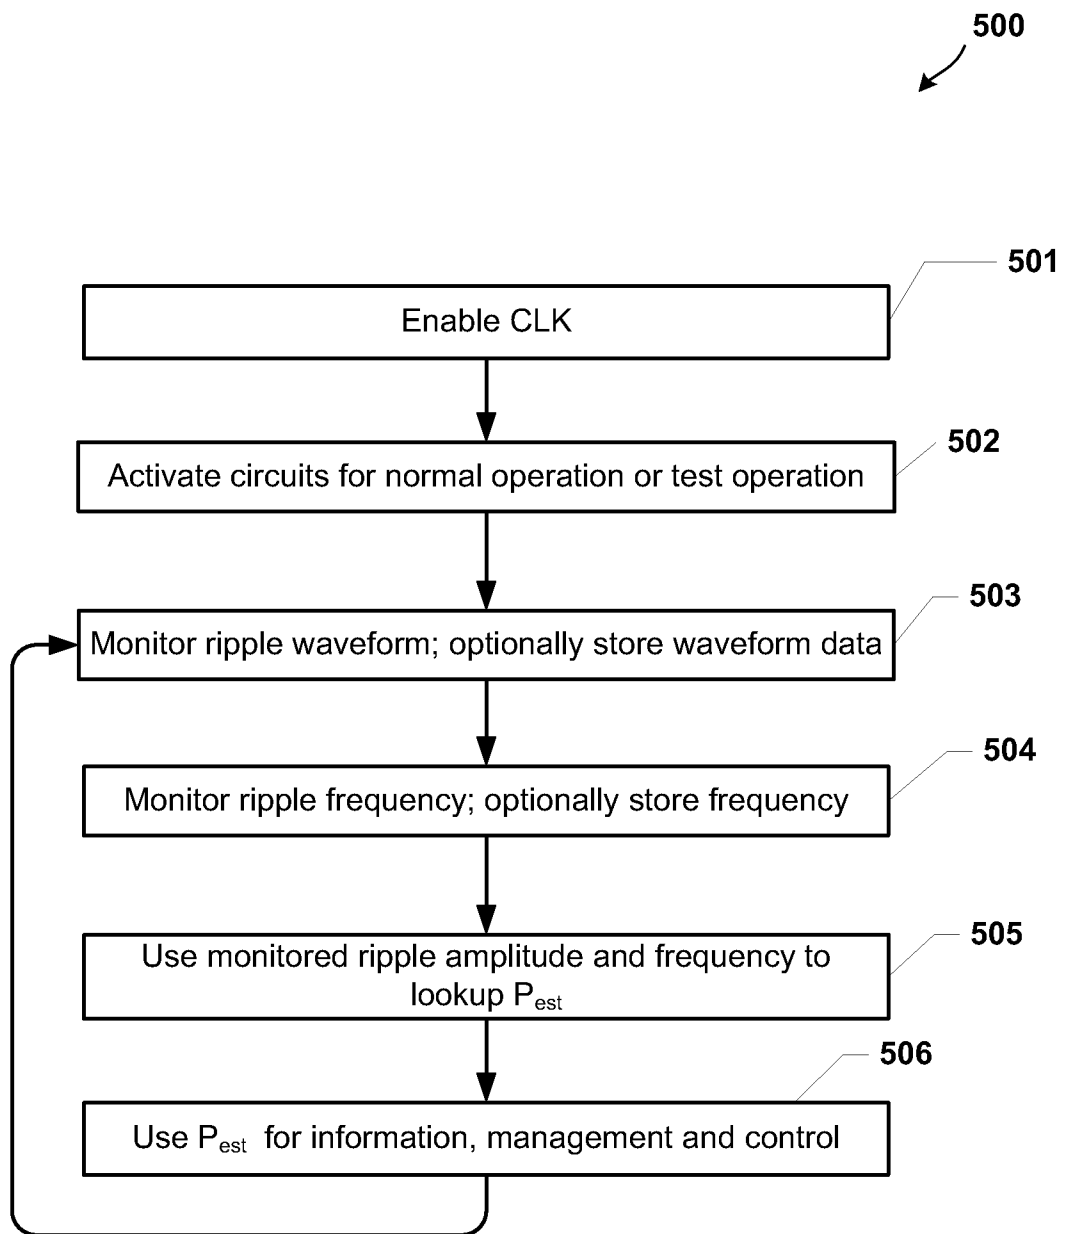 500
501
Enable CLK
502
Activate circuits for normal operation or test operation
503
Monitor ripple waveform; optionally store waveform data
504
Monitor ripple frequency; optionally store frequency
505
Use monitored ripple amplitude and frequency to
lookup Pest
506
Use Pest for information, management and control